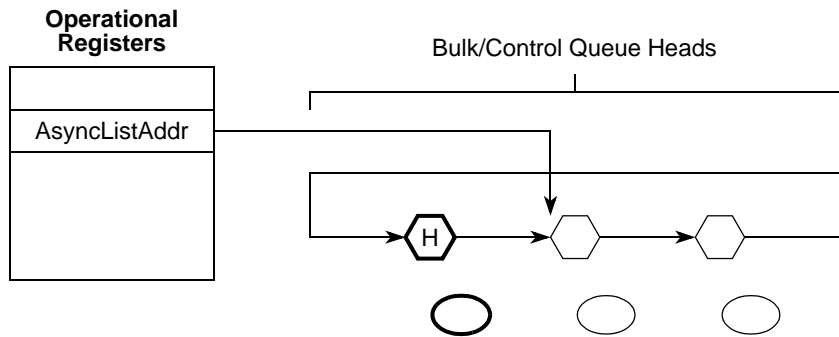 Operational
Registers
Bulk/Control Queue Heads
AsyncListAddr
H